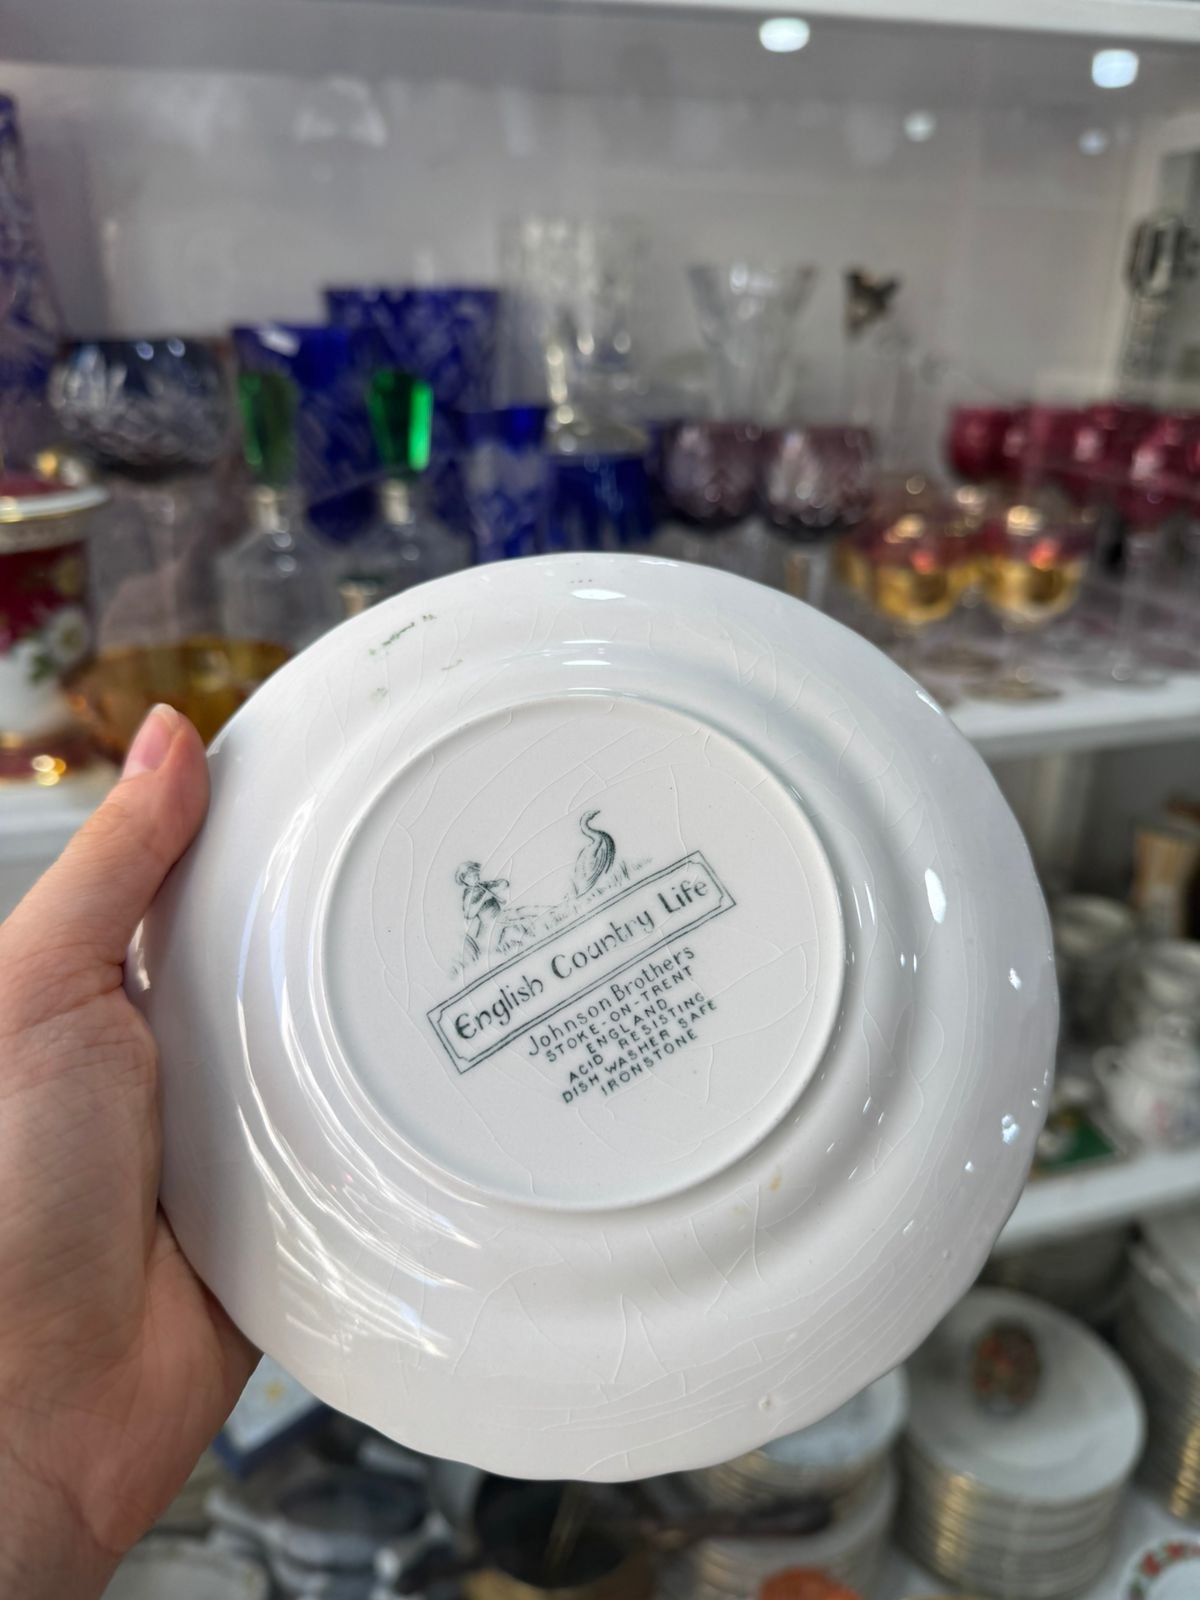 English Country Life
Johnson Brothers
STOKE-ON-TRENT
ENGLAND
ACID RESISTING
DISH WASHER SAFE
IRONSTONE